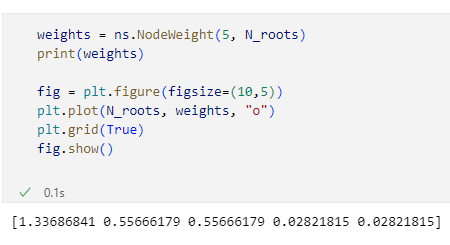 weights = ns.NodeWeight(5, N_roots)
print(weights)
fig = plt.figure(figsize=(10,5))
plt.plot(N_roots, weights, "o")
plt.grid(True)
fig.show()
✓ 0.1s
[1.33686841 0.55666179 0.55666179 0.02821815 0.02821815]